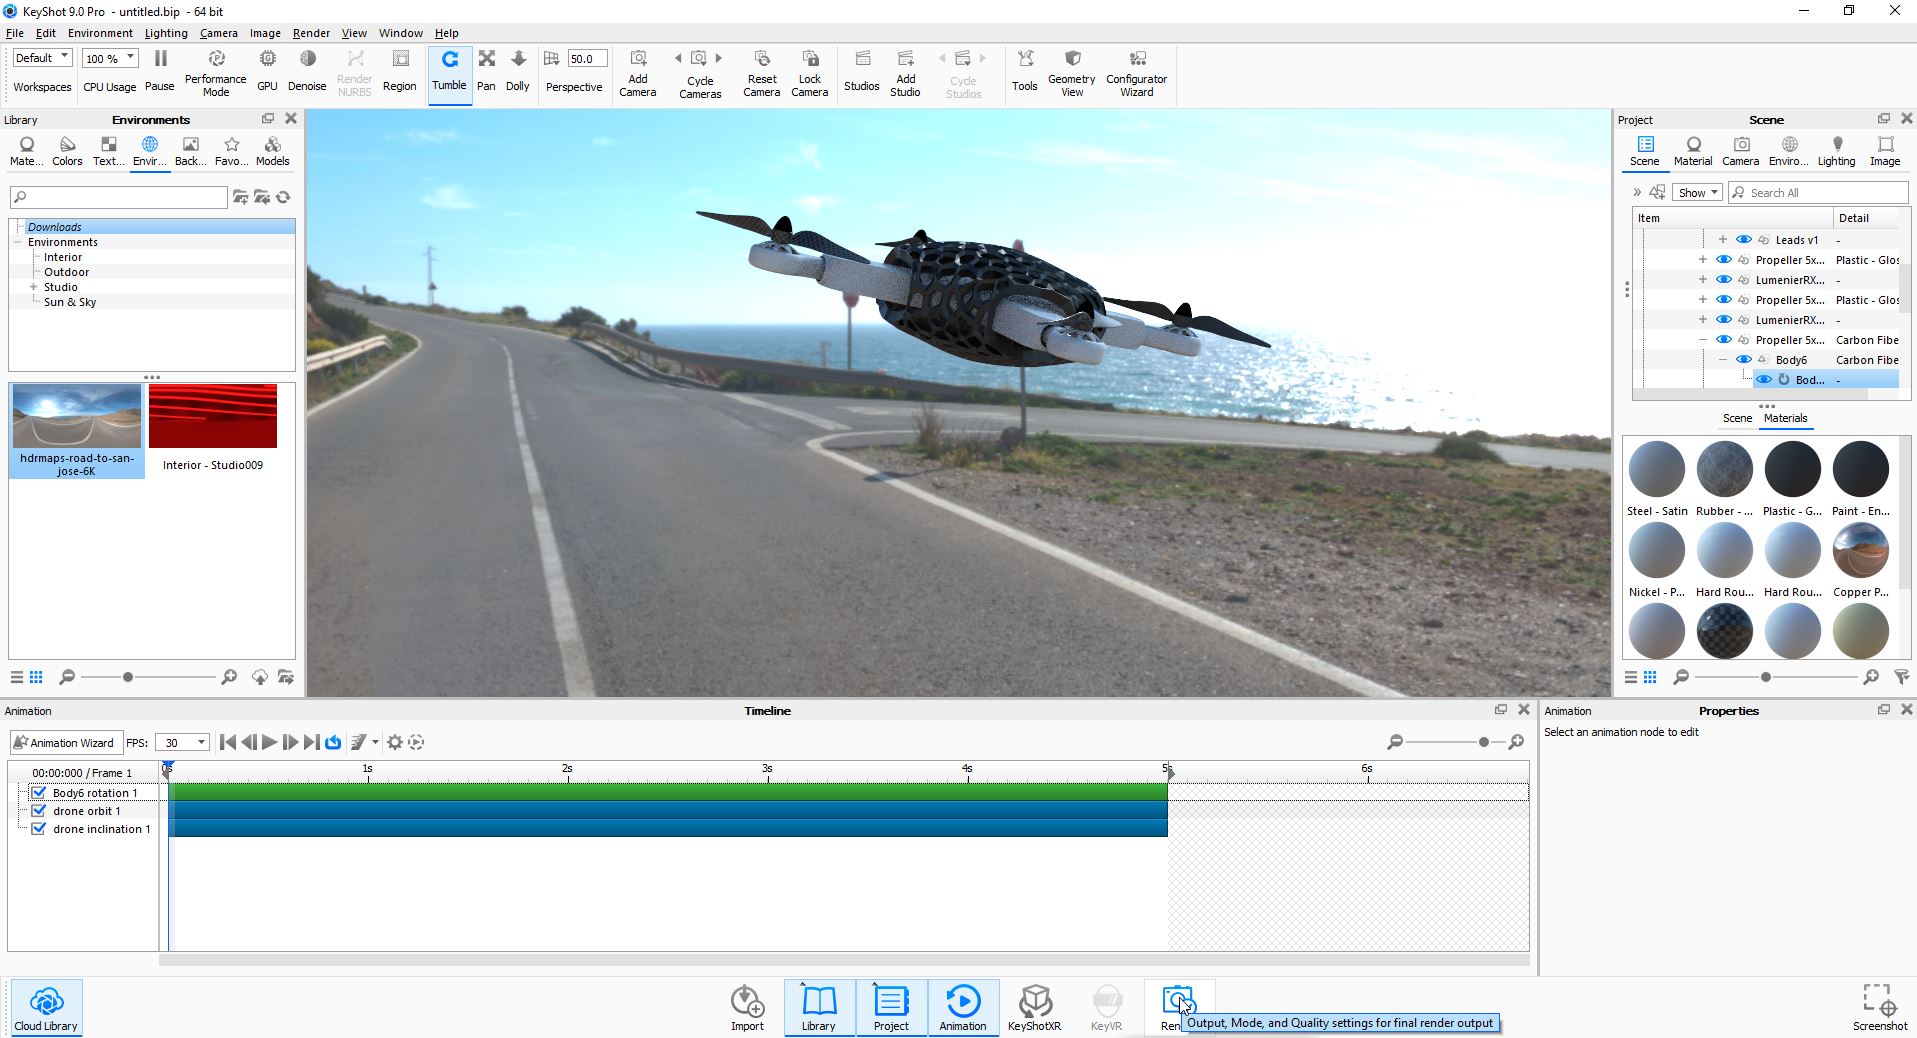 KeyShot 9.0 Pro - untitled.bip - 64 bit
File Edit Environment Lighting Camera Image Render View Window Help
Default
Workspaces
100 %
CPU Usage
Pause
Performance
Mode
GPU
Denoise
Render
NURBS
Region
Tumble
Pan
Dolly
50.0
Perspective
Add
Camera
Cycle
Cameras
Reset
Camera
Lock
Camera
Studios
Add
Studio
Cycle
Studios
Tools
Geometry
View
Configurator
Wizard
Library
Environments
Mate... Colors Text... Envir... Back... Favo... Models
Downloads
Environments
Interior
Outdoor
Studio
Sun & Sky
hdrmaps-road-to-san-
jose-6K
Interior - Studio009
Project
Scene
Scene Material Camera Enviro... Lighting Image
Show
Search All
Item Detail
Leads v1 -
Propeller 5x... Plastic - Glos
LumenierRX... -
Propeller 5x... Plastic - Glos
LumenierRX... -
Propeller 5x... Carbon Fibe
Body6 Carbon Fibe
Bod... -
Scene Materials
Steel - Satin Rubber - ... Plastic - G... Paint - En...
Nickel - P... Hard Rou... Hard Rou... Copper P...
Animation
Timeline
Animation Wizard FPS: 30
00:00:000 / Frame 1
0s 1s 2s 3s 4s 5s 6s
Body6 rotation 1
drone orbit 1
drone inclination 1
Animation
Properties
Select an animation node to edit
Cloud Library
Import
Library
Project
Animation
KeyShotXR
KeyVR
Ren
Output, Mode, and Quality settings for final render output
Screenshot